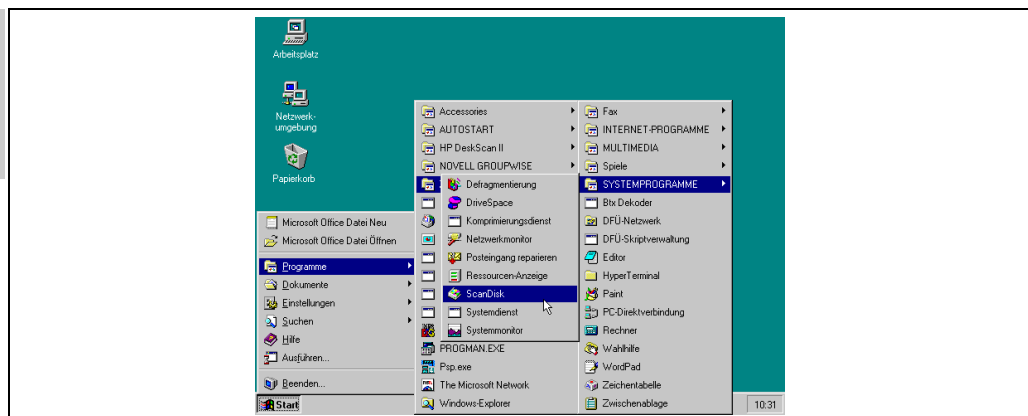 Arbeitsplatz
Netzwerk-
umgebung
Papierkorb
Microsoft Office Datei Neu
Microsoft Office Datei Öffnen
Programme
Dokumente
Einstellungen
Suchen
Hilfe
Ausführen...
Beenden...
Start
Accessories
AUTOSTART
HP DeskScan II
NOVELL GROUPWISE
PROGMAN.EXE
Psp.exe
The Microsoft Network
Windows-Explorer
Fax
INTERNET-PROGRAMME
MULTIMEDIA
Spiele
SYSTEMPROGRAMME
Btx Dekoder
DFÜ-Netzwerk
DFÜ-Skriptverwaltung
Editor
HyperTerminal
Paint
PC-Direktverbindung
Rechner
Wahlhilfe
WordPad
Zeichentabelle
Zwischenablage
Defragmentierung
DriveSpace
Komprimierungsdienst
Netzwerkmonitor
Posteingang reparieren
Ressourcen-Anzeige
ScanDisk
Systemdienst
Systemmonitor
10:31